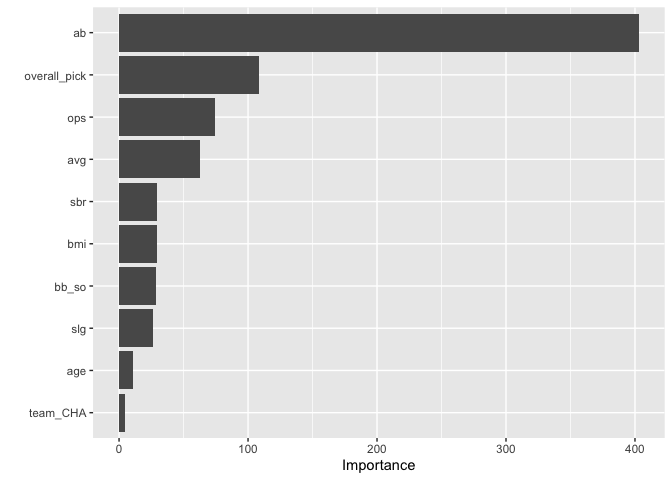 ab
overall_pick
ops
avg
sbr
bmi
bb_so
slg
age
team_CHA
0 100 200 300 400
Importance